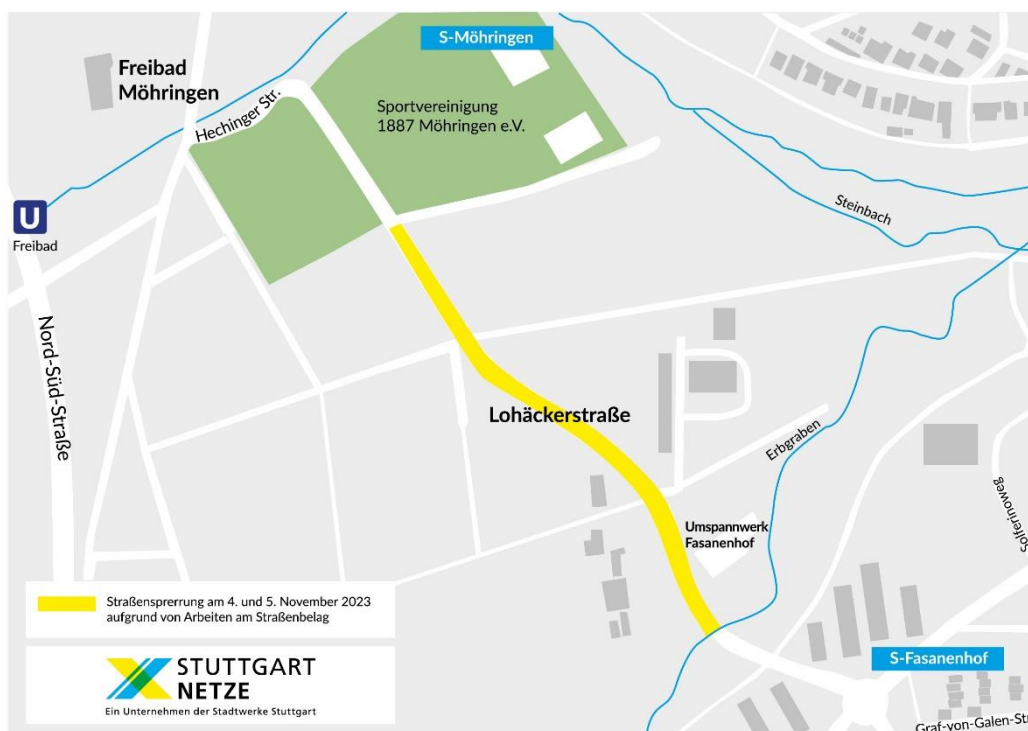 S-Möhringen
Freibad
Möhringen
Hechinger Str.
Sportvereinigung
1887 Möhringen e.V.
U
Freibad
Steinbach
Nord-Süd-Straße
Lohäckerstraße
Erbgraben
Solferinoweg
Umspannwerk
Fasanenhof
Straßensprerrung am 4. und 5. November 2023
aufgrund von Arbeiten am Straßenbelag
STUTTGART
NETZE
Ein Unternehmen der Stadtwerke Stuttgart
S-Fasanenhof
Graf-von-Galen-Str